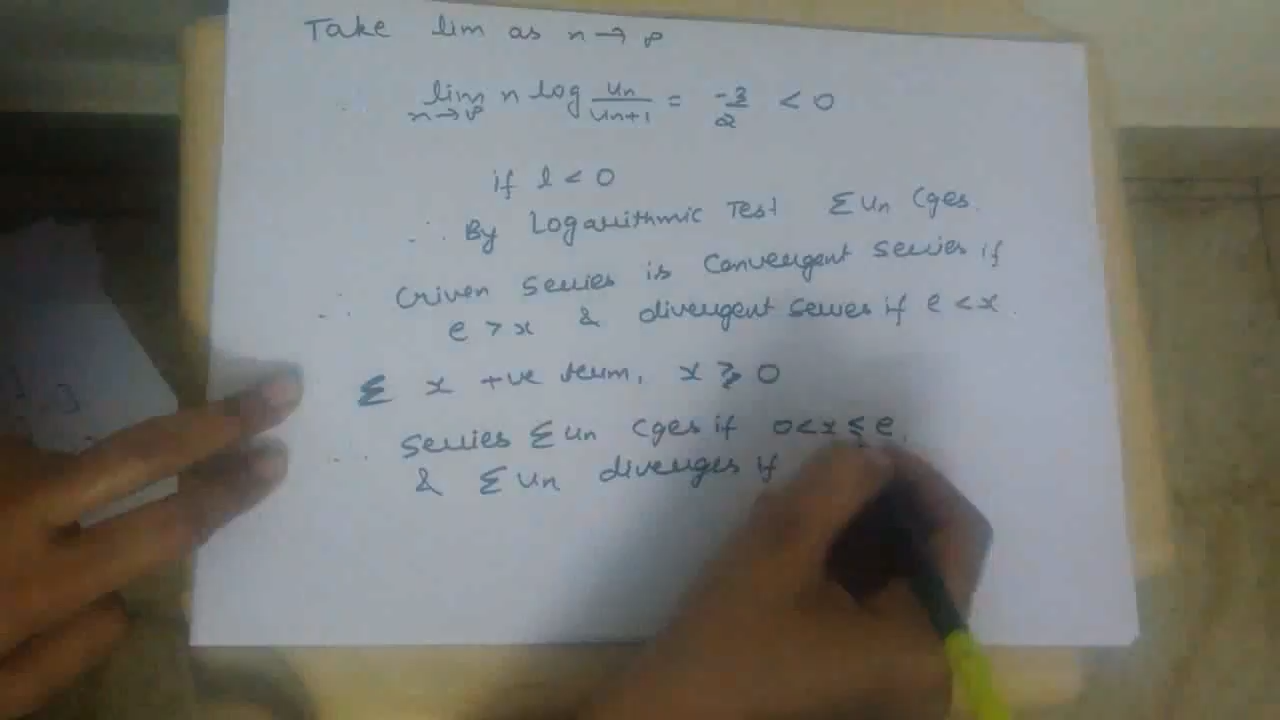 Take lim as n→∞
∴ lim n→∞ n log un/un+1 = -3/2 < 0
if l < 0
∴ By Logarithmic Test Σun Cges.
∴ Given Series is Convergent Series if
e > x & divergent series if e < x.
Σ x +ve term, x ≥ 0
∴ Series Σun Cges if 0<x≤e.
& Σun diverges if